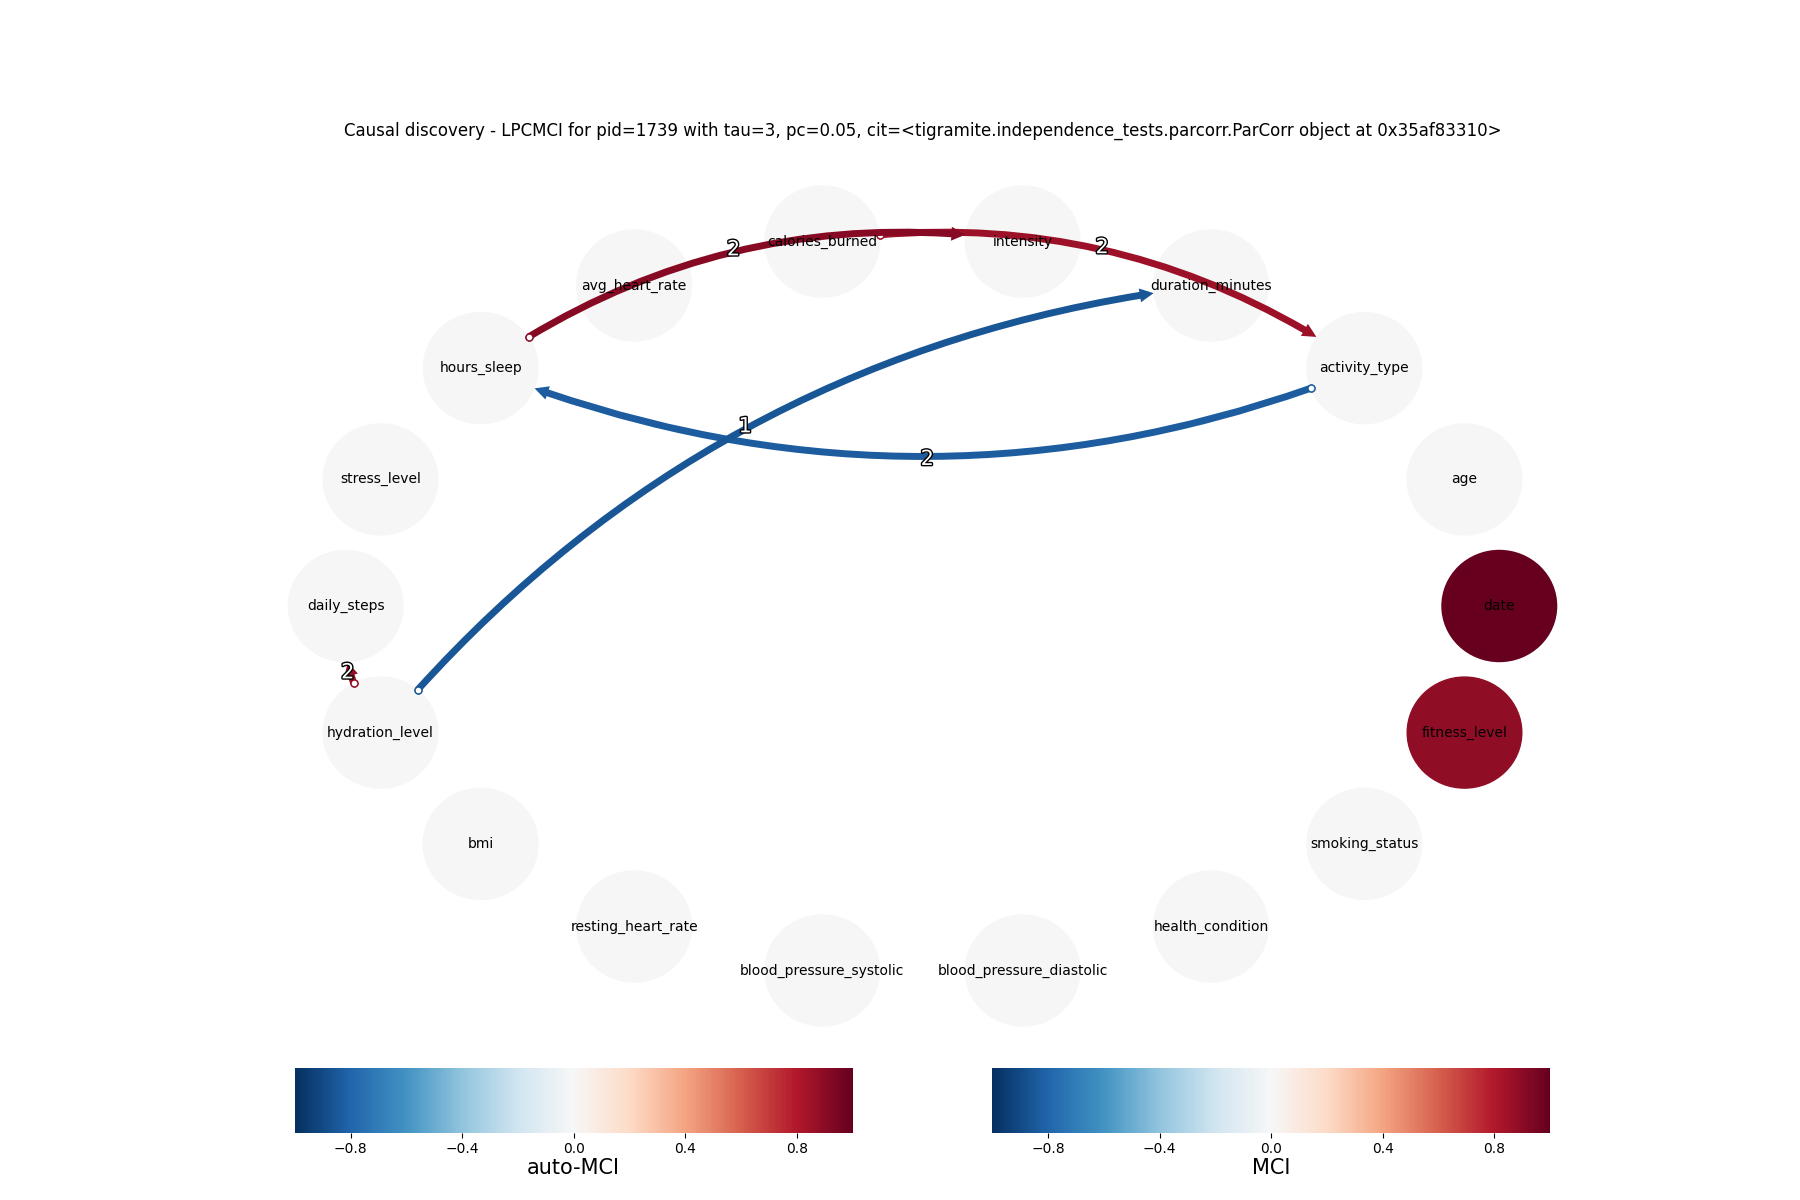 Causal discovery - LPCMCI for pid=1739 with tau=3, pc=0.05, cit=<tigramite.independence_tests.parcorr.ParCorr object at 0x35af83310>
calories_burned
intensity
2
2
avg_heart_rate
duration_minutes
hours_sleep
activity_type
1
2
stress_level
age
daily_steps
date
2
hydration_level
fitness_level
bmi
smoking_status
resting_heart_rate
health_condition
blood_pressure_systolic
blood_pressure_diastolic
−0.8 −0.4 0.0 0.4 0.8
auto-MCI
−0.8 −0.4 0.0 0.4 0.8
MCI